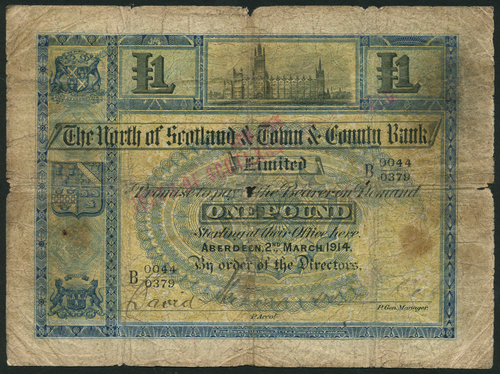 £1 £1
The North of Scotland & Town & County Bank
Limited
B 0044
0379
Promise to pay the Bearer on Demand
ONE POUND
Sterling at their Office here.
ABERDEEN, 2ND MARCH, 1914.
By order of the Directors.
B 0044
0379
David
P. Gen. Manager.
P. Acct.